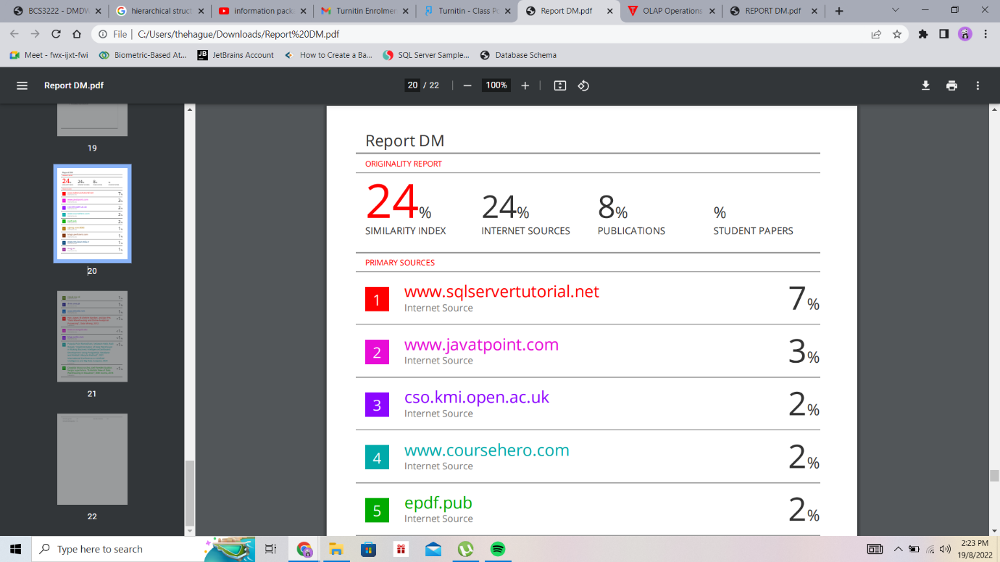 BCS3222 - DMDW
hierarchical struct
information pack
Gmail Turnitin Enrolmen
Turnitin - Class Po
Report DM.pdf
OLAP Operations
REPORT DM.pdf
File | C:/Users/thehague/Downloads/Report%20DM.pdf
Meet - fwx-ijxt-fwi
Biometric-Based At...
JB JetBrains Account
How to Create a Ba...
SQL Server Sample...
Database Schema
Report DM.pdf
20 / 22
100%
19
20
21
22
Report DM
ORIGINALITY REPORT
24%
SIMILARITY INDEX
24%
INTERNET SOURCES
8%
PUBLICATIONS
%
STUDENT PAPERS
PRIMARY SOURCES
1 www.sqlservertutorial.net 7%
Internet Source
2 www.javatpoint.com 3%
Internet Source
3 cso.kmi.open.ac.uk 2%
Internet Source
4 www.coursehero.com 2%
Internet Source
5 epdf.pub 2%
Internet Source
Type here to search
2:23 PM
19/8/2022